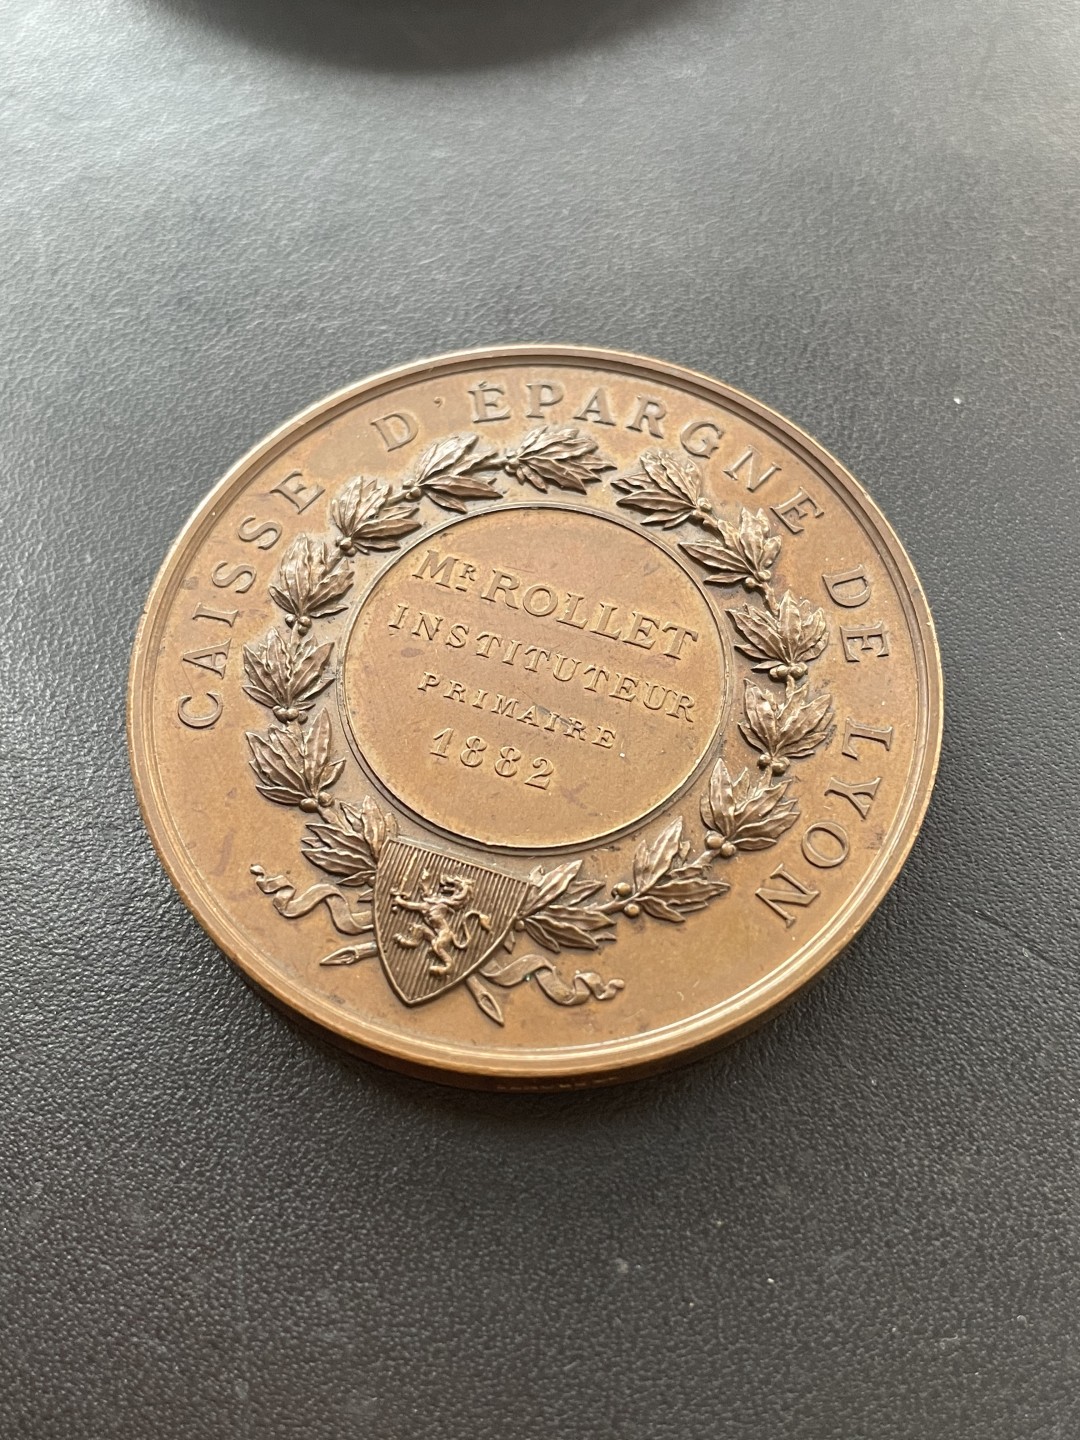 CAISSE D'ÉPARGNE DE LYON
MR ROLLET
INSTITUTEUR
PRIMAIRE
1882